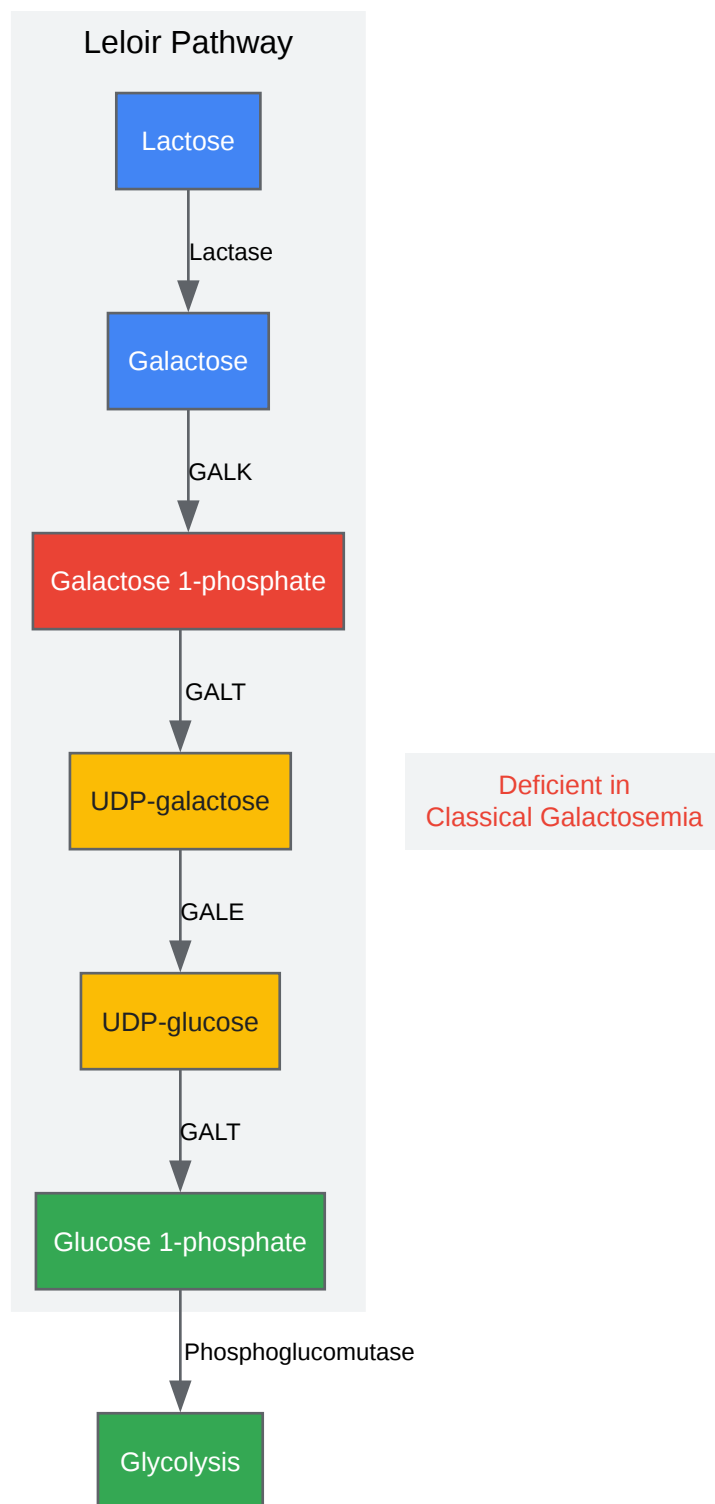 Leloir Pathway
Lactose
Lactase
Galactose
GALK
Galactose 1-phosphate
GALT
UDP-galactose
Deficient in
Classical Galactosemia
GALE
UDP-glucose
GALT
Glucose 1-phosphate
Phosphoglucomutase
Glycolysis